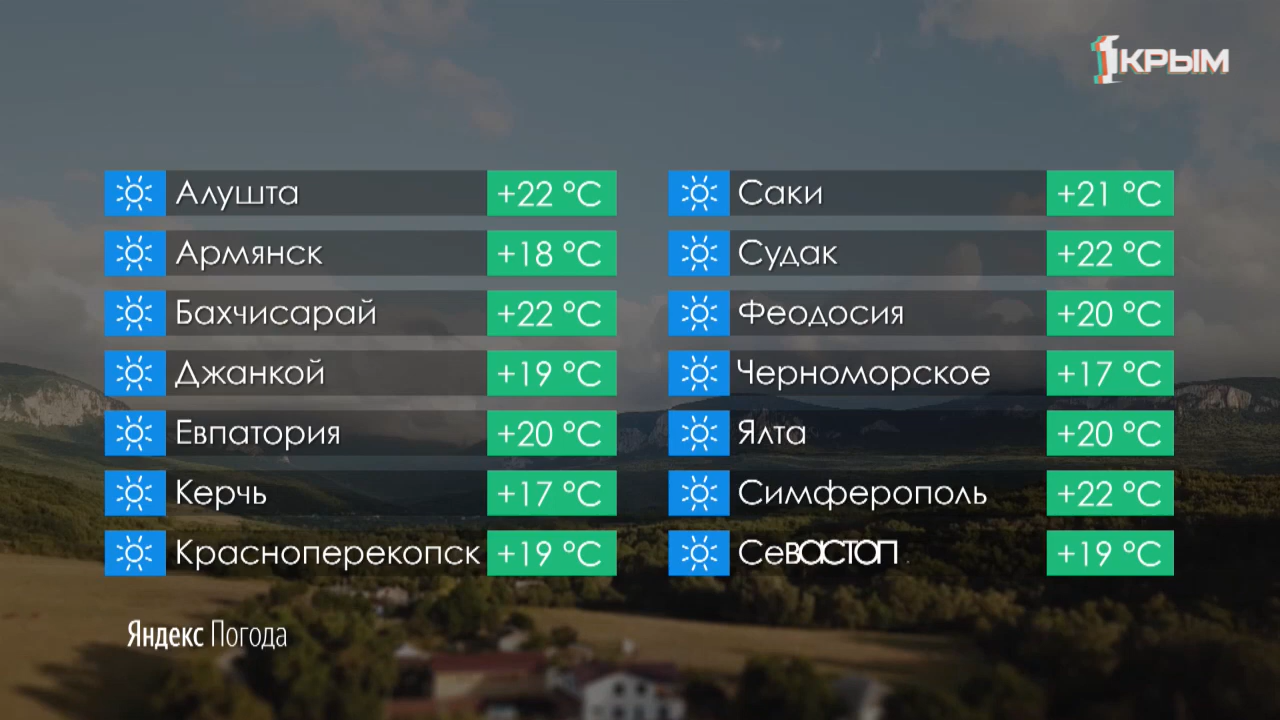 1КРЫМ
Алушта +22 °C
Армянск +18 °C
Бахчисарай +22 °C
Джанкой +19 °C
Евпатория +20 °C
Керчь +17 °C
Красноперекопск +19 °C
Саки +21 °C
Судак +22 °C
Феодосия +20 °C
Черноморское +17 °C
Ялта +20 °C
Симферополь +22 °C
Севастоп +19 °C
Яндекс Погода